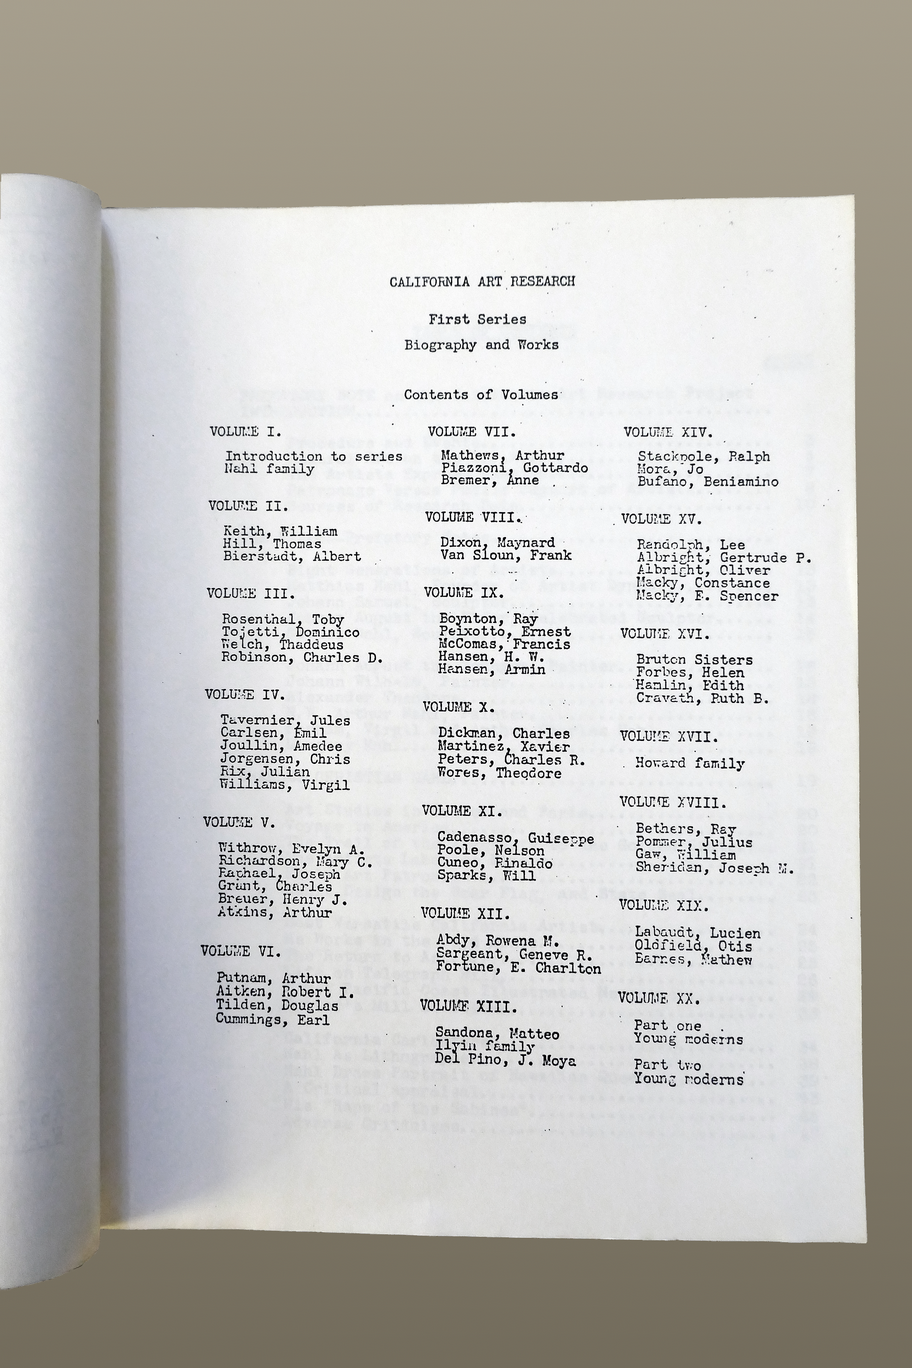 CALIFORNIA ART RESEARCH
First Series
Biography and Works
Contents of Volumes
VOLUME I.
Introduction to series
Nahl family
VOLUME II.
Keith, William
Hill, Thomas
Bierstadt, Albert
VOLUME III.
Rosenthal, Toby
Tojetti, Dominico
Welch, Thaddeus
Robinson, Charles D.
VOLUME IV.
Tavernier, Jules
Carlsen, Emil
Joullin, Amedee
Jorgensen, Chris
Rix, Julian
Williams, Virgil
VOLUME V.
Withrow, Evelyn A.
Richardson, Mary C.
Raphael, Joseph
Grant, Charles
Breuer, Henry J.
Atkins, Arthur
VOLUME VI.
Putnam, Arthur
Aitken, Robert I.
Tilden, Douglas
Cummings, Earl
VOLUME VII.
Mathews, Arthur
Piazzoni, Gottardo
Bremer, Anne
VOLUME VIII.
Dixon, Maynard
Van Sloun, Frank
VOLUME IX.
Boynton, Ray
Peixotto, Ernest
McComas, Francis
Hansen, H. W.
Hansen, Armin
VOLUME X.
Dickman, Charles
Martinez, Xavier
Peters, Charles R.
Wores, Theodore
VOLUME XI.
Cadenasso, Guiseppe
Poole, Nelson
Cuneo, Rinaldo
Sparks, Will
VOLUME XII.
Abdy, Rowena M.
Sargeant, Geneve R.
Fortune, E. Charlton
VOLUME XIII.
Sandona, Matteo
Ilyin family
Del Pino, J. Moya
VOLUME XIV.
Stackpole, Ralph
Mora, Jo
Bufano, Beniamino
VOLUME XV.
Randolph, Lee
Albright, Gertrude P.
Albright, Oliver
Macky, Constance
Macky, E. Spencer
VOLUME XVI.
Bruton Sisters
Forbes, Helen
Hamlin, Edith
Cravath, Ruth B.
VOLUME XVII.
Howard family
VOLUME XVIII.
Bethers, Ray
Pommer, Julius
Gaw, William
Sheridan, Joseph M.
VOLUME XIX.
Labaudt, Lucien
Oldfield, Otis
Barnes, Mathew
VOLUME XX.
Part one
Young moderns
Part two
Young moderns